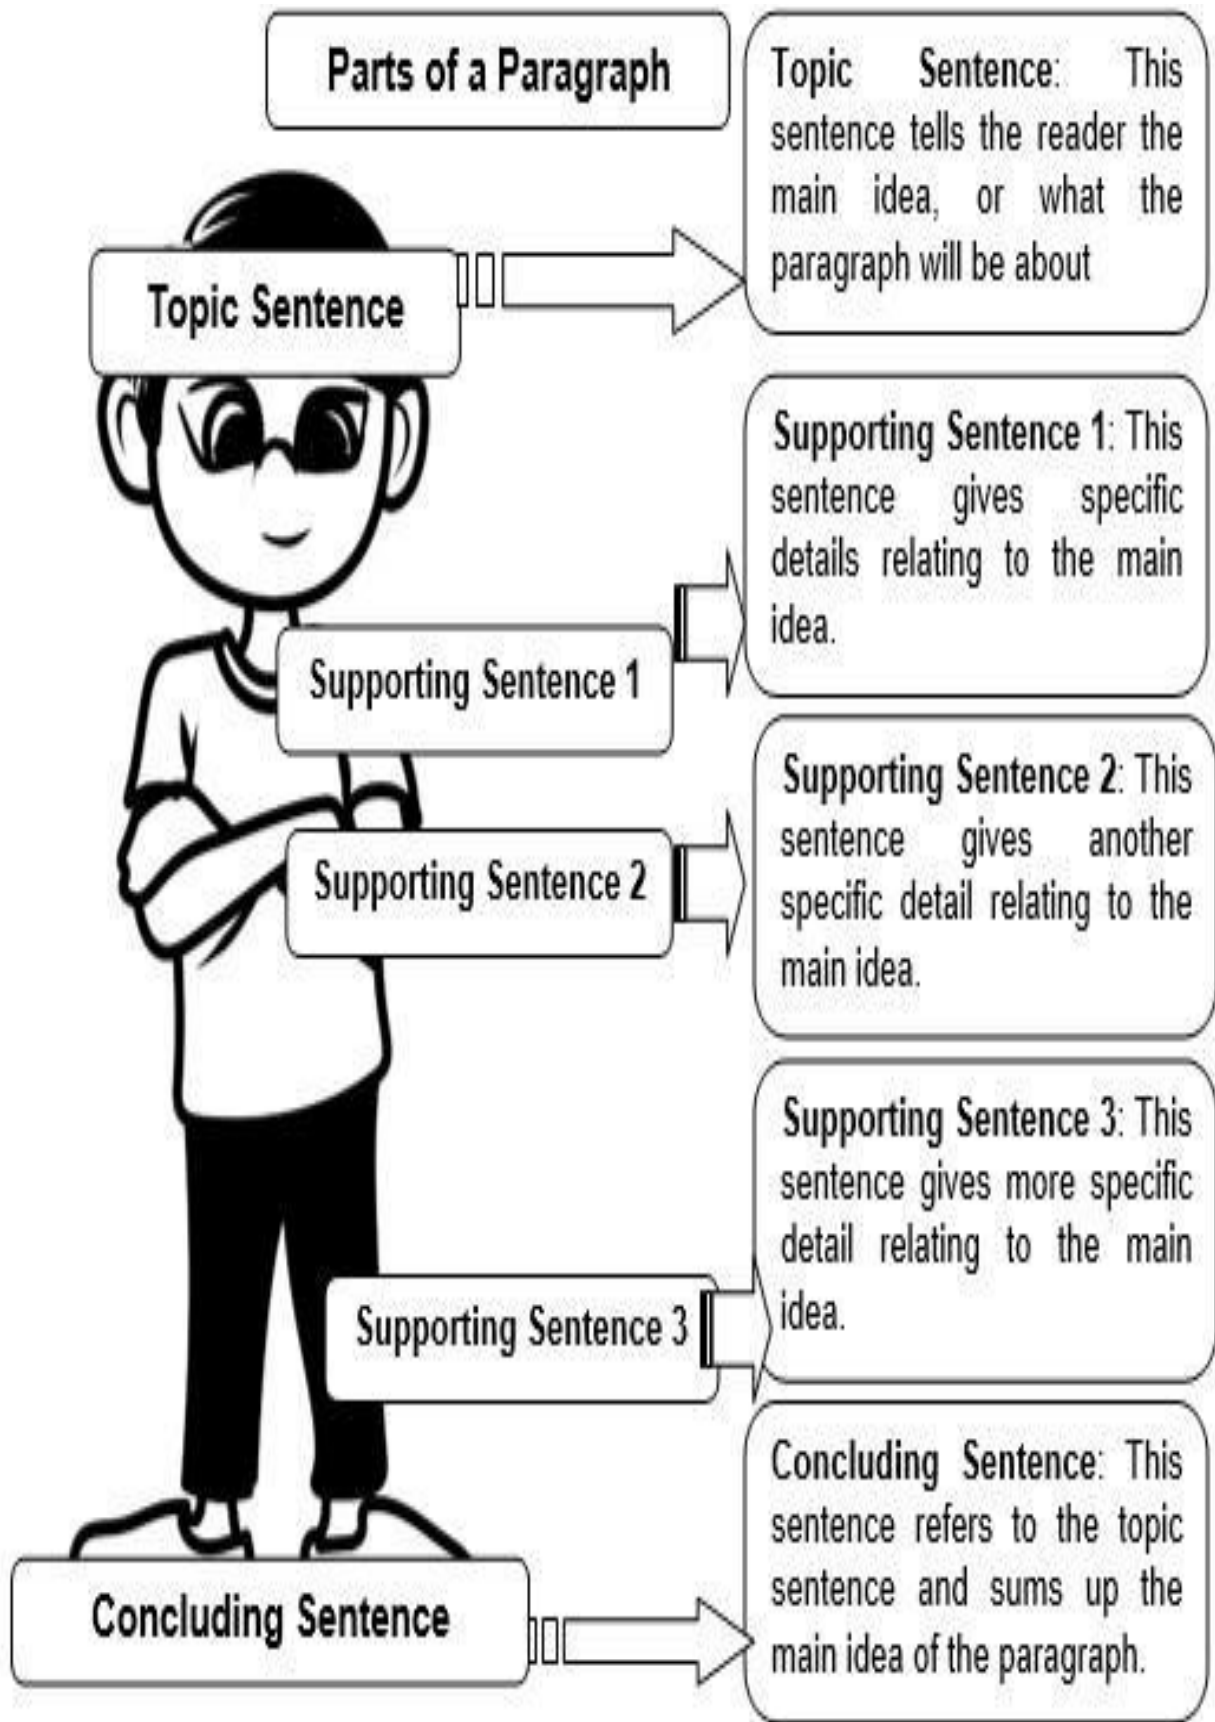 Parts of a Paragraph
Topic Sentence: This
sentence tells the reader the
main idea, or what the
paragraph will be about
Topic Sentence
Supporting Sentence 1: This
sentence gives specific
details relating to the main
idea.
Supporting Sentence 1
Supporting Sentence 2: This
sentence gives another
specific detail relating to the
main idea.
Supporting Sentence 2
Supporting Sentence 3: This
sentence gives more specific
detail relating to the main
idea.
Supporting Sentence 3
Concluding Sentence: This
sentence refers to the topic
sentence and sums up the
main idea of the paragraph.
Concluding Sentence